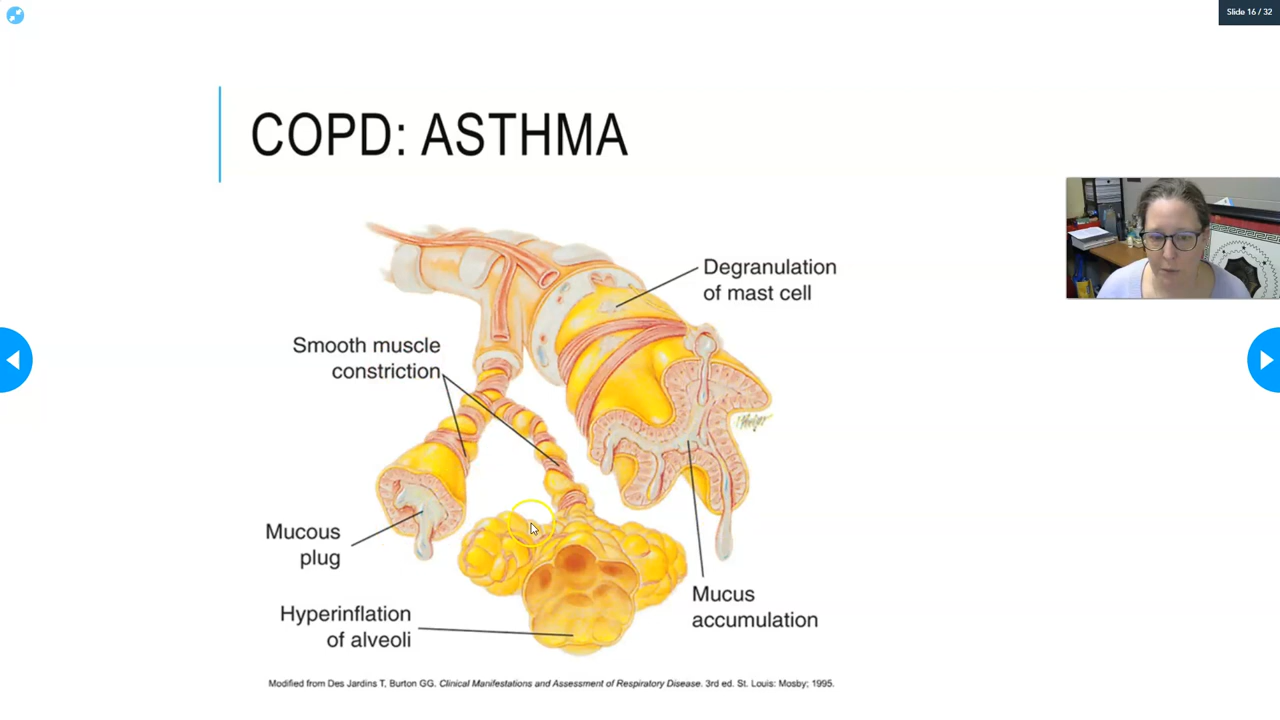 Slide 16 / 32
COPD: ASTHMA
Degranulation
of mast cell
Smooth muscle
constriction
Mucous
plug
Hyperinflation
of alveoli
Mucus
accumulation
Modified from Des Jardins T, Burton GG. Clinical Manifestations and Assessment of Respiratory Disease. 3rd ed. St. Louis: Mosby; 1995.